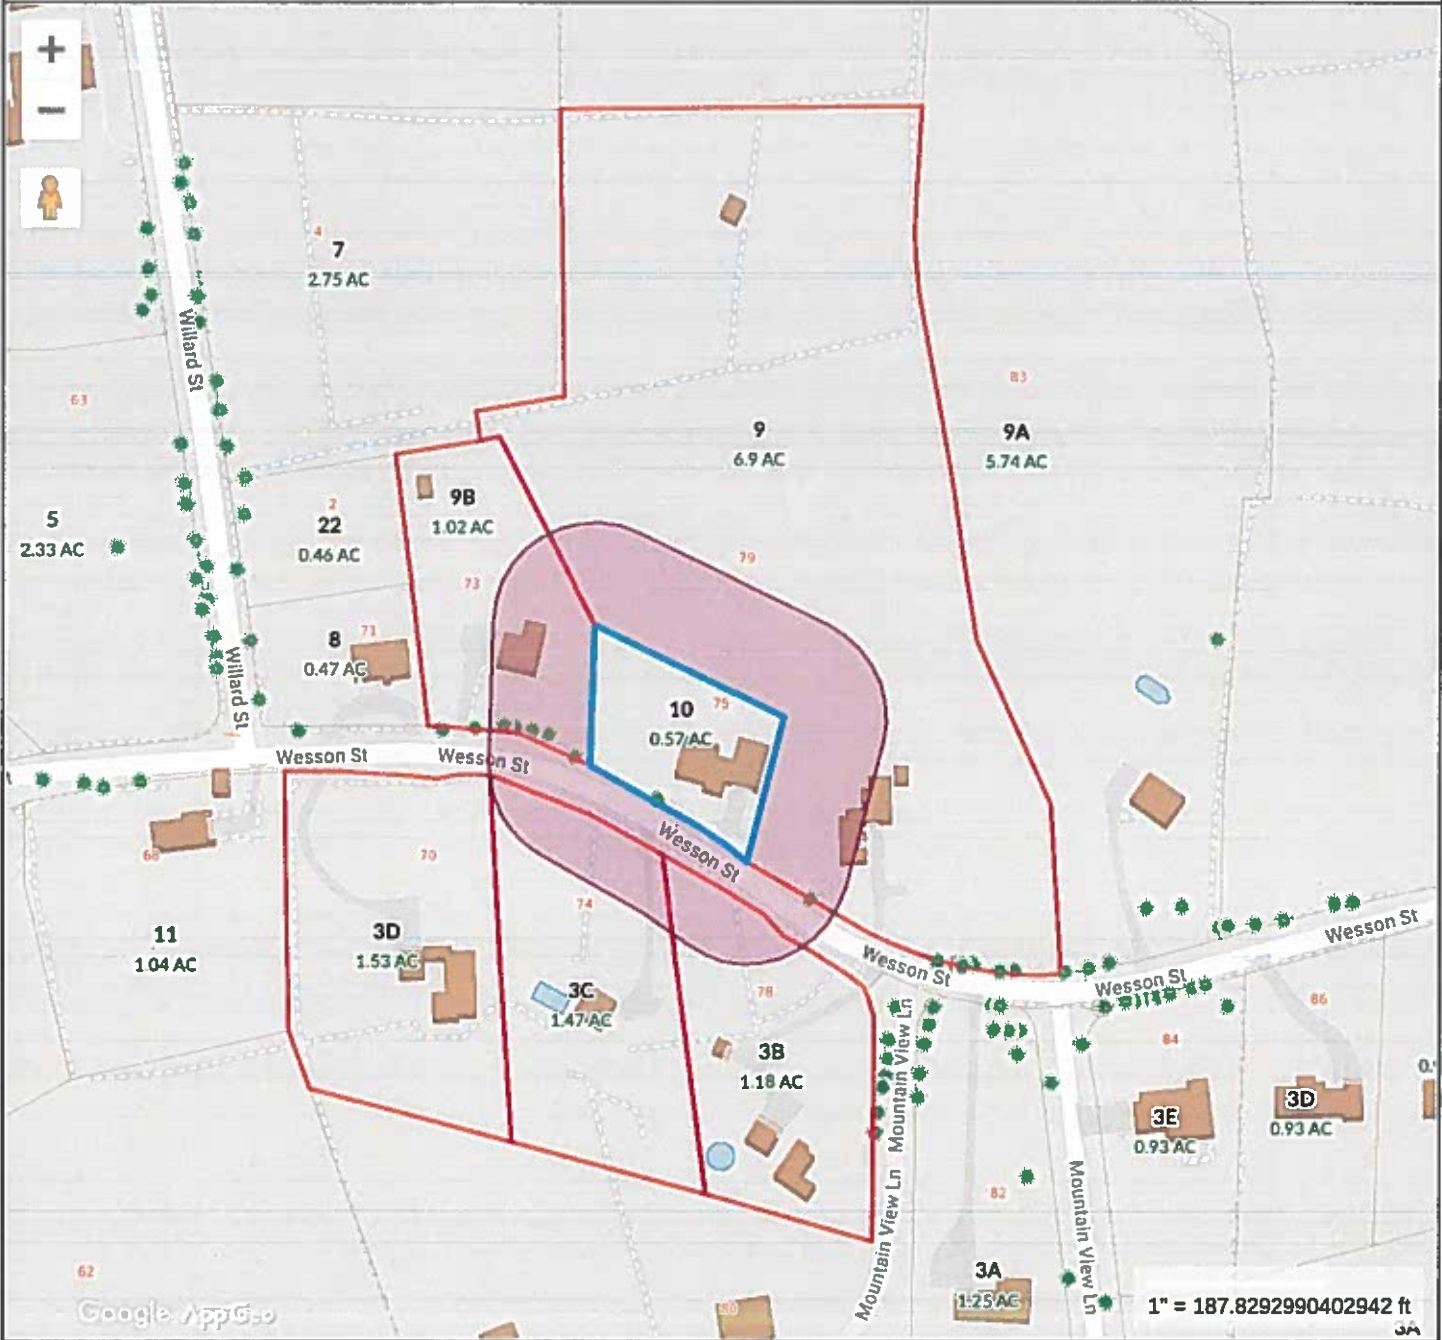 +
−
4
7
2.75 AC
Willard St
63
83
9
6.9 AC
9A
5.74 AC
9B
1.02 AC
2
22
0.46 AC
5
2.33 AC
79
73
71
8
0.47 AC
Willard St
75
10
0.57 AC
Wesson St
Wesson St
Wesson St
68
70
74
11
1.04 AC
3D
1.53 AC
Wesson St
Wesson St
Wesson St
3C
1.47 AC
78
86
84
3B
1.18 AC
Mountain View Ln
3E
0.93 AC
3D
0.93 AC
82
Mountain View Ln
Mountain View Ln
62
3A
1.25 AC
80
Google AppGeo
1" = 187.8292990402942 ft
3A